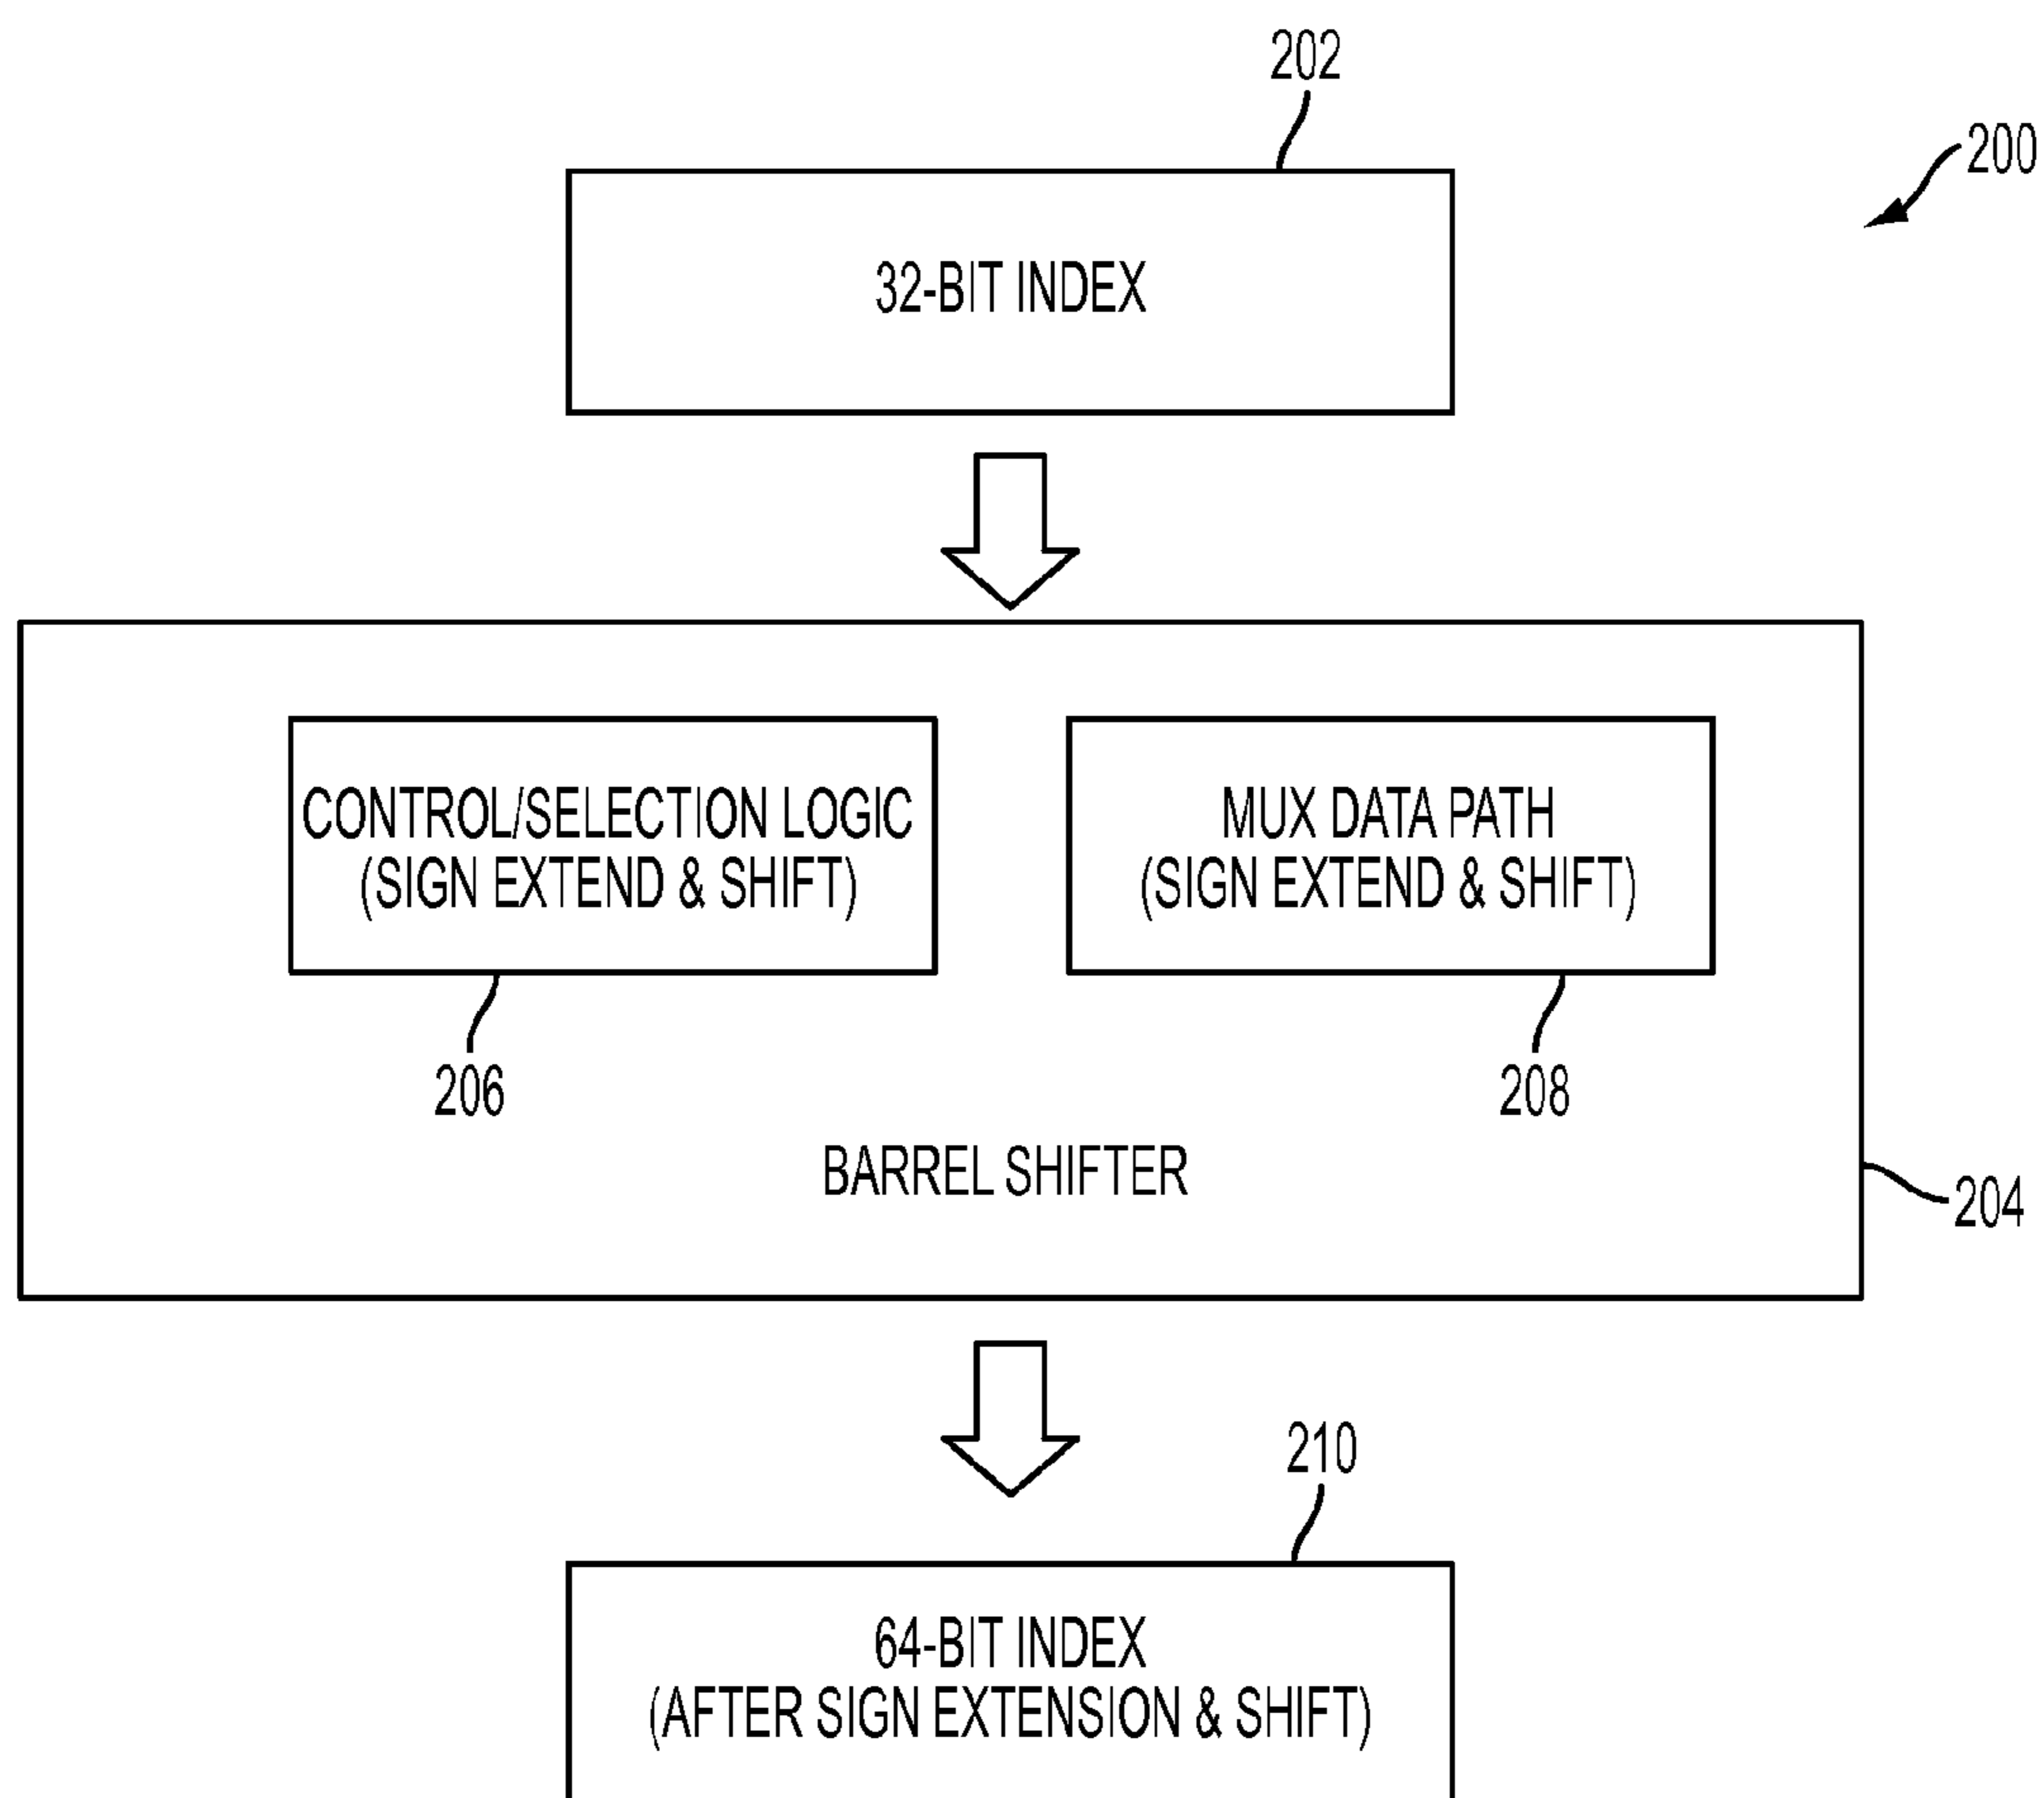 202
200
32-BIT INDEX
CONTROL/SELECTION LOGIC
(SIGN EXTEND & SHIFT)
MUX DATA PATH
(SIGN EXTEND & SHIFT)
206
208
BARREL SHIFTER
204
210
64-BIT INDEX
(AFTER SIGN EXTENSION & SHIFT)